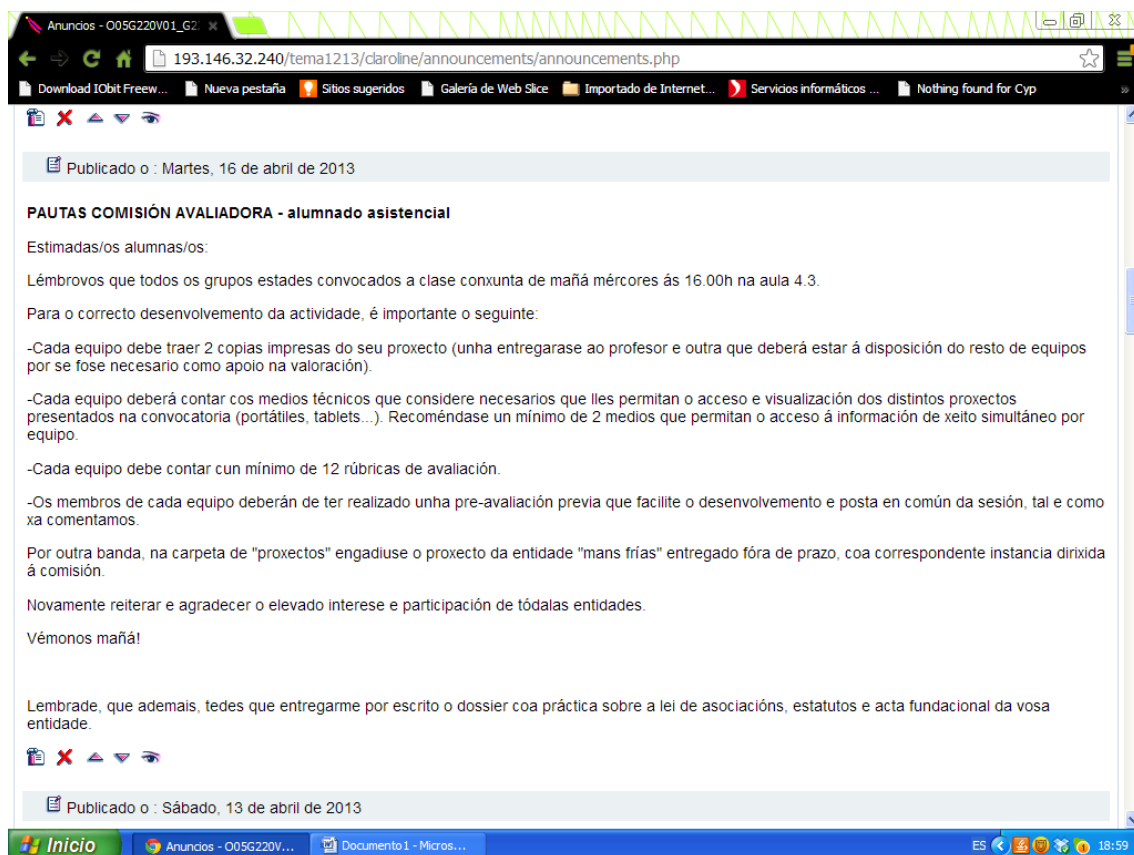 Anuncios - O05G220V01_G2
193.146.32.240/tema1213/claroline/announcements/announcements.php
Download IObit Freew... Nueva pestaña Sitios sugeridos Galería de Web Slice Importado de Internet... Servicios informáticos ... Nothing found for Cyp
Publicado o : Martes, 16 de abril de 2013
PAUTAS COMISIÓN AVALIADORA - alumnado asistencial
Estimadas/os alumnas/os:
Lémbrovos que todos os grupos estades convocados a clase conxunta de mañá mércores ás 16.00h na aula 4.3.
Para o correcto desenvolvemento da actividade, é importante o seguinte:
-Cada equipo debe traer 2 copias impresas do seu proxecto (unha entregarase ao profesor e outra que deberá estar á disposición do resto de equipos
por se fose necesario como apoio na valoración).
-Cada equipo deberá contar cos medios técnicos que considere necesarios que lles permitan o acceso e visualización dos distintos proxectos
presentados na convocatoria (portátiles, tablets...). Recoméndase un mínimo de 2 medios que permitan o acceso á información de xeito simultáneo por
equipo.
-Cada equipo debe contar cun mínimo de 12 rúbricas de avaliación.
-Os membros de cada equipo deberán de ter realizado unha pre-avaliación previa que facilite o desenvolvemento e posta en común da sesión, tal e como
xa comentamos.
Por outra banda, na carpeta de "proxectos" engadiuse o proxecto da entidade "mans frías" entregado fóra de prazo, coa correspondente instancia dirixida
á comisión.
Novamente reiterar e agradecer o elevado interese e participación de tódalas entidades.
Vémonos mañá!
Lembrade, que ademais, tedes que entregarme por escrito o dossier coa práctica sobre a lei de asociacións, estatutos e acta fundacional da vosa
entidade.
Publicado o : Sábado, 13 de abril de 2013
Inicio Anuncios - O05G220V... Documento1 - Micros... ES 18:59